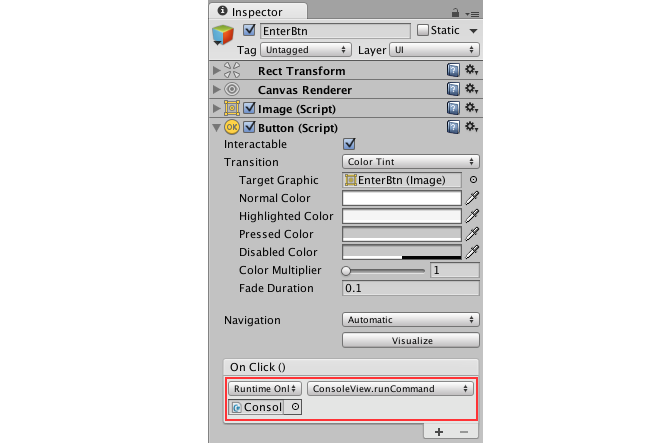 Inspector
EnterBtn Static
Tag Untagged Layer UI
Rect Transform
Canvas Renderer
Image (Script)
OK Button (Script)
Interactable
Transition Color Tint
Target Graphic EnterBtn (Image)
Normal Color
Highlighted Color
Pressed Color
Disabled Color
Color Multiplier 1
Fade Duration 0.1
Navigation Automatic
Visualize
On Click ()
Runtime Onl ConsoleView.runCommand
Consol